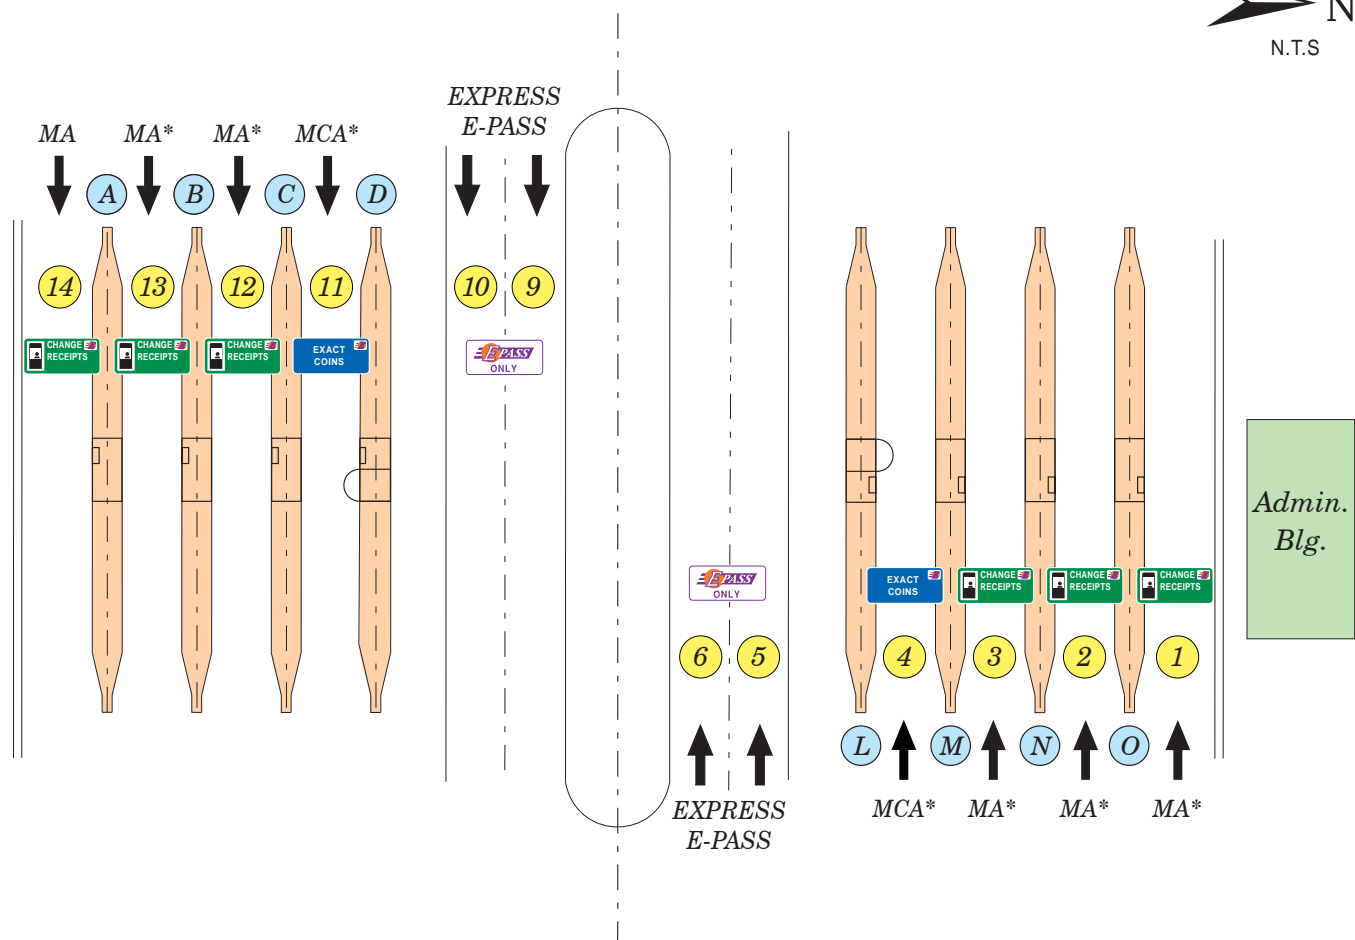 N
N.T.S
EXPRESS
E-PASS
MA
MA*
MA*
MCA*
A
B
C
D
14
13
12
11
10
9
CHANGE
RECEIPTS
CHANGE
RECEIPTS
CHANGE
RECEIPTS
EXACT
COINS
E-PASS
ONLY
Admin.
Blg.
E-PASS
ONLY
EXACT
COINS
CHANGE
RECEIPTS
CHANGE
RECEIPTS
CHANGE
RECEIPTS
6
5
4
3
2
1
L
M
N
O
EXPRESS
E-PASS
MCA*
MA*
MA*
MA*